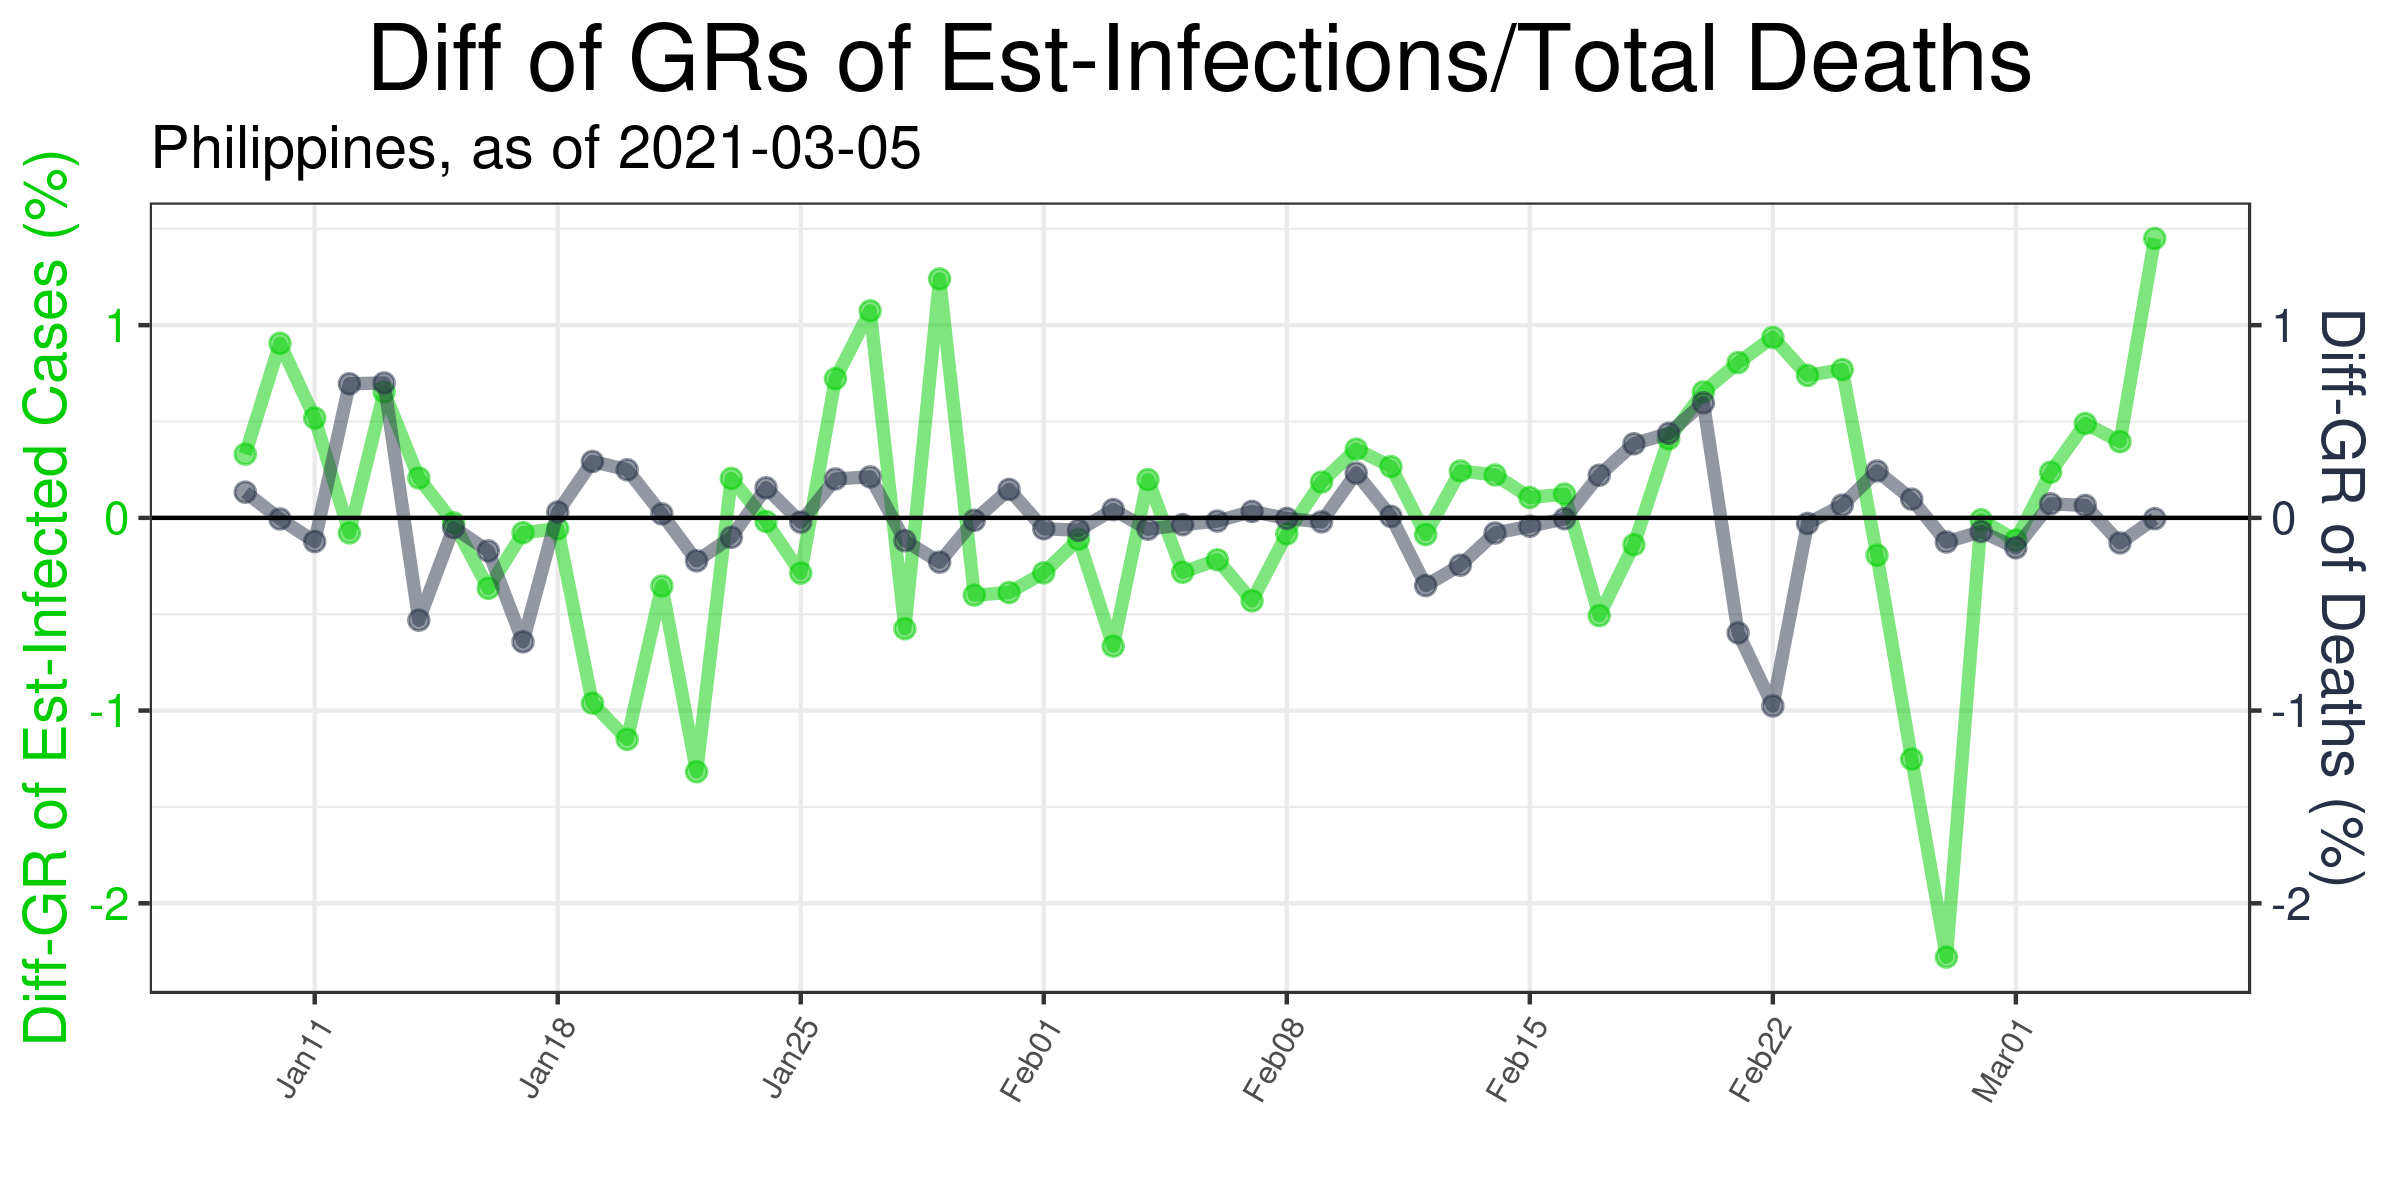 Diff of GRs of Est-Infections/Total Deaths
Philippines, as of 2021-03-05
Diff-GR of Est-Infected Cases (%)
1
0
-1
-2
1
0
-1
-2
Diff-GR of Deaths (%)
Jan11
Jan18
Jan25
Feb01
Feb08
Feb15
Feb22
Mar01